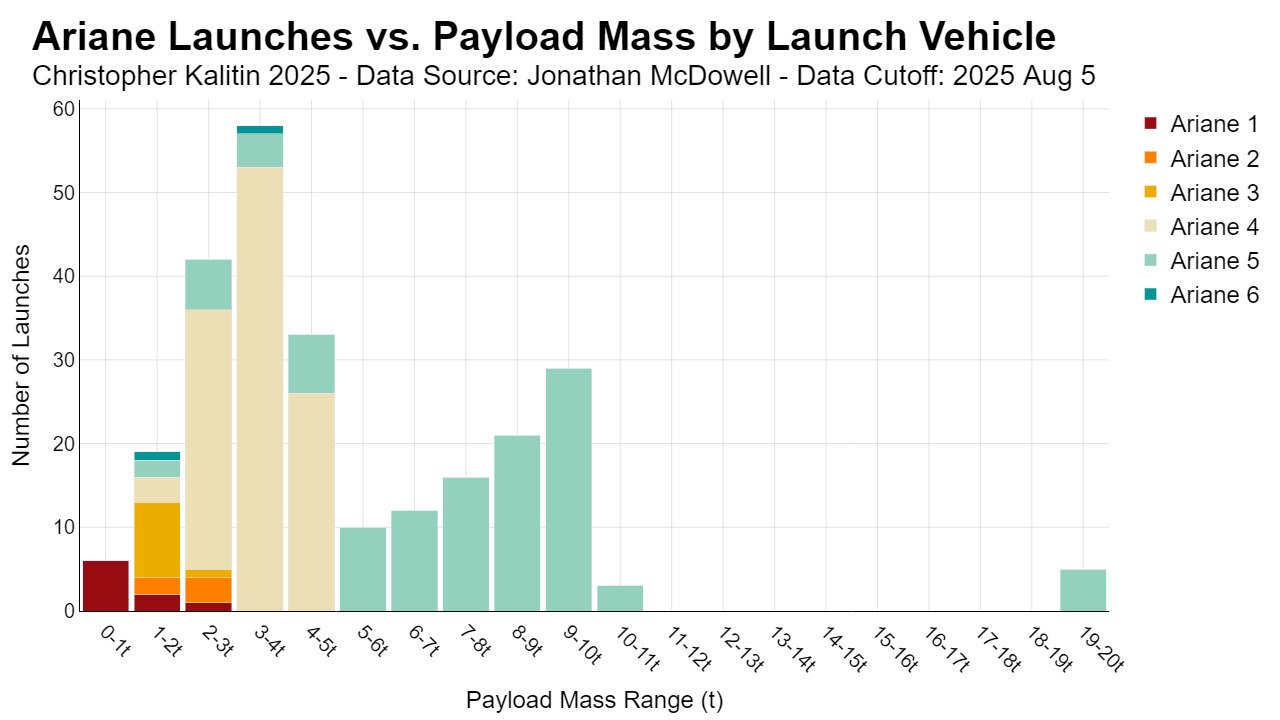 Ariane Launches vs. Payload Mass by Launch Vehicle
Christopher Kalitin 2025 - Data Source: Jonathan McDowell - Data Cutoff: 2025 Aug 5
Number of Launches
60
50
40
30
20
10
0
0-1t
1-2t
2-3t
3-4t
4-5t
5-6t
6-7t
7-8t
8-9t
9-10t
10-11t
11-12t
12-13t
13-14t
14-15t
15-16t
16-17t
17-18t
18-19t
19-20t
Payload Mass Range (t)
Ariane 1
Ariane 2
Ariane 3
Ariane 4
Ariane 5
Ariane 6